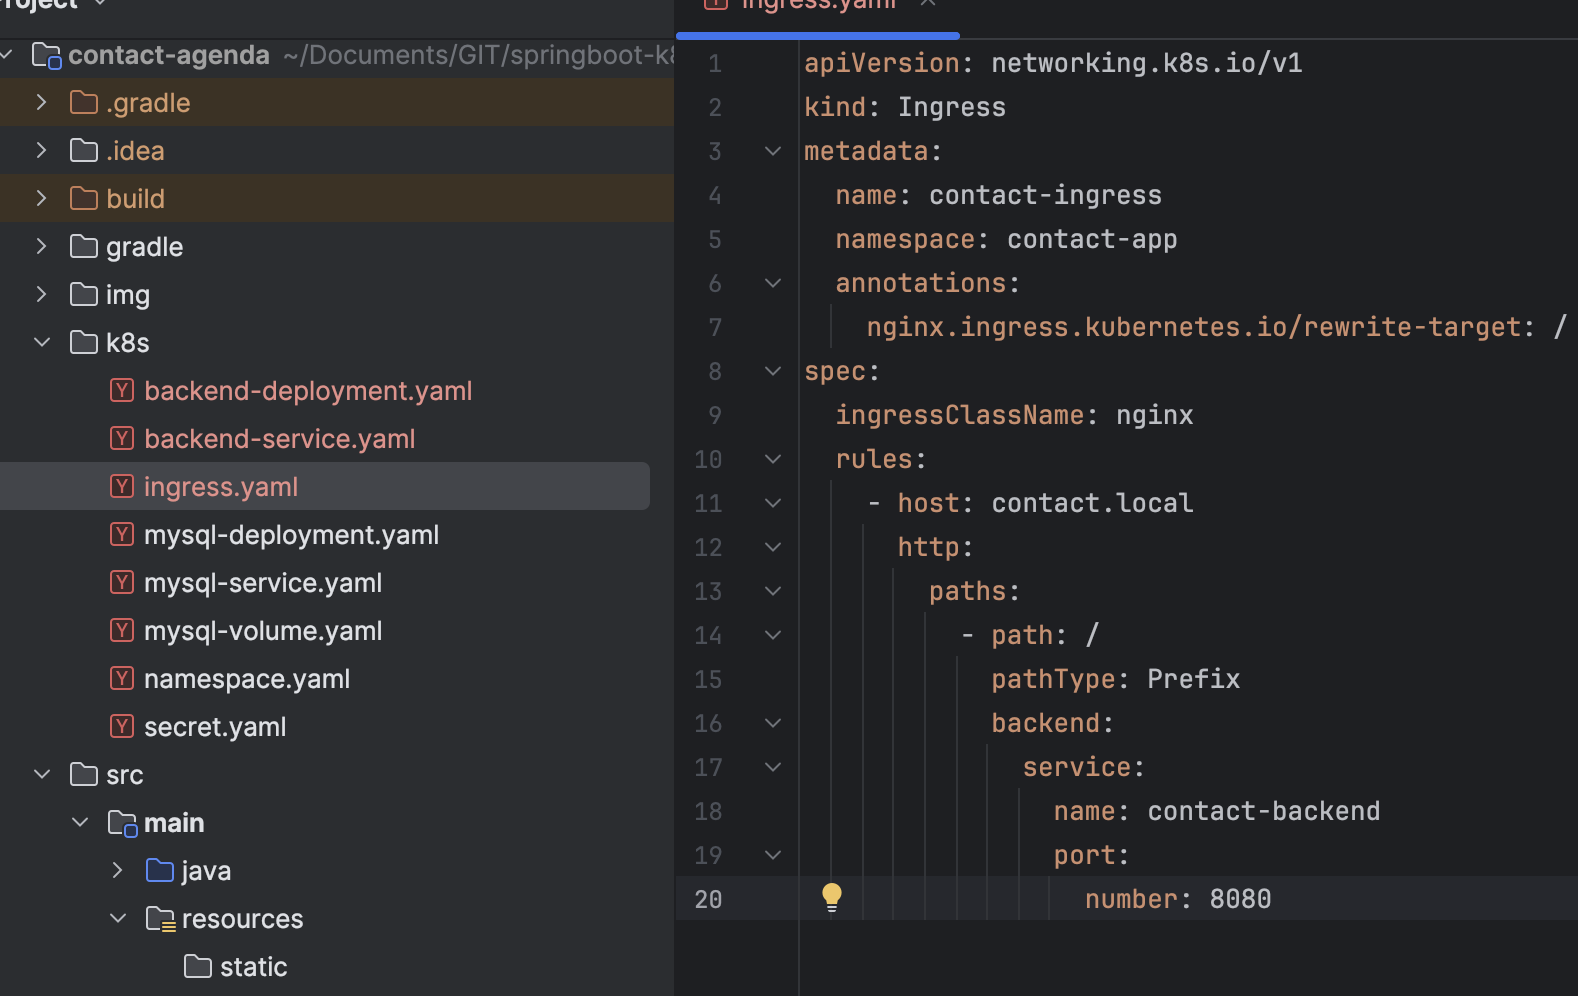 Project
contact-agenda ~/Documents/GIT/springboot-k8
.gradle
.idea
build
gradle
img
k8s
backend-deployment.yaml
backend-service.yaml
ingress.yaml
mysql-deployment.yaml
mysql-service.yaml
mysql-volume.yaml
namespace.yaml
secret.yaml
src
main
java
resources
static
ingress.yaml
1 apiVersion: networking.k8s.io/v1
2 kind: Ingress
3 metadata:
4   name: contact-ingress
5   namespace: contact-app
6   annotations:
7     nginx.ingress.kubernetes.io/rewrite-target: /
8 spec:
9   ingressClassName: nginx
10   rules:
11     - host: contact.local
12       http:
13         paths:
14           - path: /
15             pathType: Prefix
16             backend:
17               service:
18                 name: contact-backend
19                 port:
20                   number: 8080